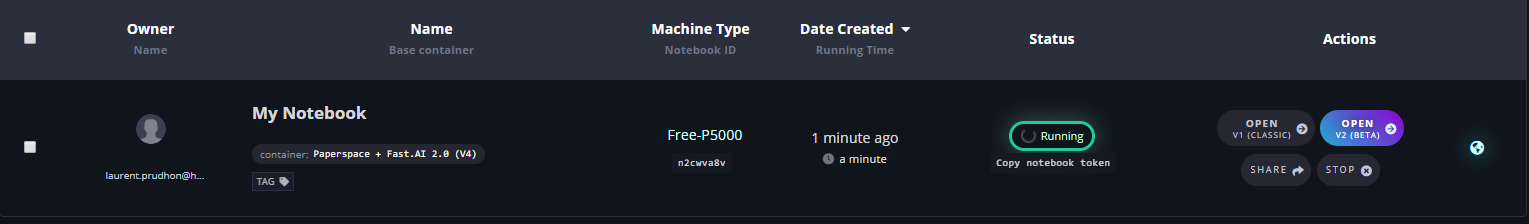 Owner
Name
Name
Base container
Machine Type
Notebook ID
Date Created
Running Time
Status
Actions
laurent.prudhon@h...
My Notebook
container: Paperspace + Fast.AI 2.0 (V4)
TAG
Free-P5000
n2cwva8v
1 minute ago
a minute
Running
Copy notebook token
OPEN
V1 (CLASSIC)
OPEN
V2 (BETA)
SHARE
STOP